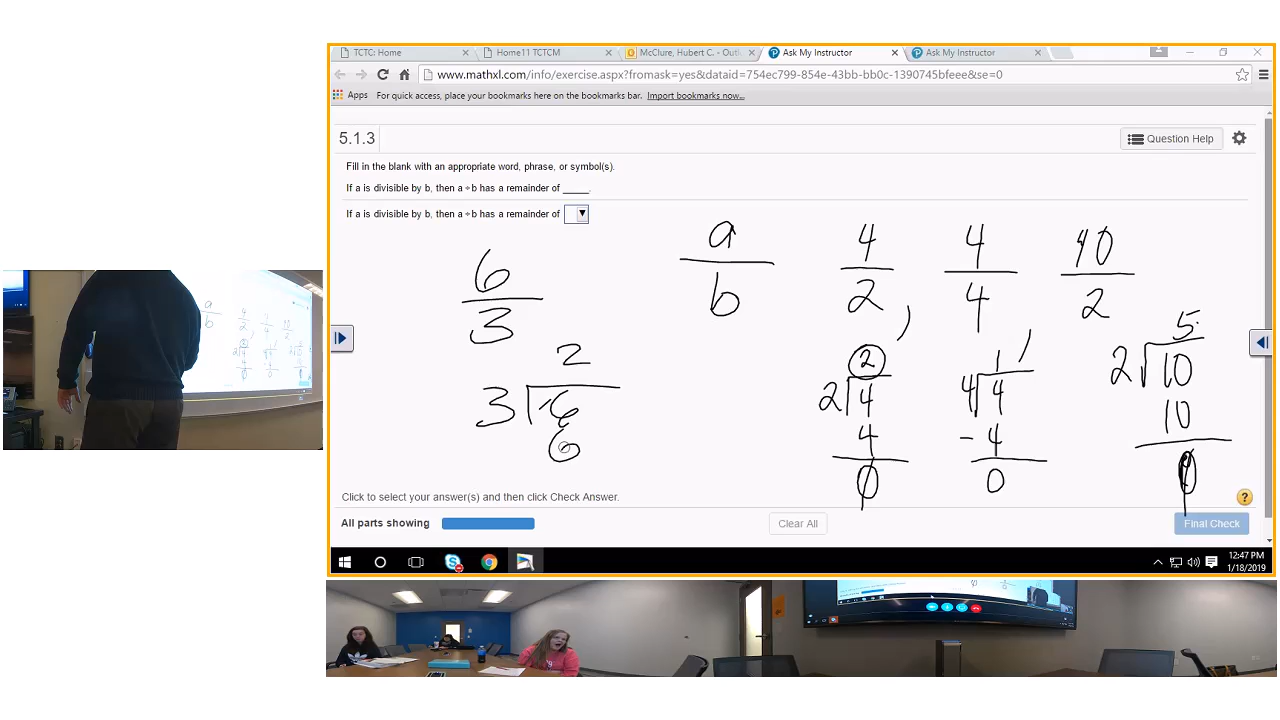 TCTC: Home
Home11 TCTCM
McClure, Hubert C. - Outl
Ask My Instructor
Ask My Instructor
www.mathxl.com/info/exercise.aspx?fromask=yes&dataid=754ec799-854e-43bb-bb0c-1390745bfeee&se=0
Apps For quick access, place your bookmarks here on the bookmarks bar. Import bookmarks now...
5.1.3
Question Help
Fill in the blank with an appropriate word, phrase, or symbol(s).
If a is divisible by b, then a ÷ b has a remainder of _____.
If a is divisible by b, then a ÷ b has a remainder of
6
3
2
3 6
6
a
b
4
2 ,
2
2 4
4
0
4
4
1
4 4
- 4
0
10
2
5
2 10
10
0
Click to select your answer(s) and then click Check Answer.
All parts showing
Clear All
Final Check
?
12:47 PM
1/18/2019